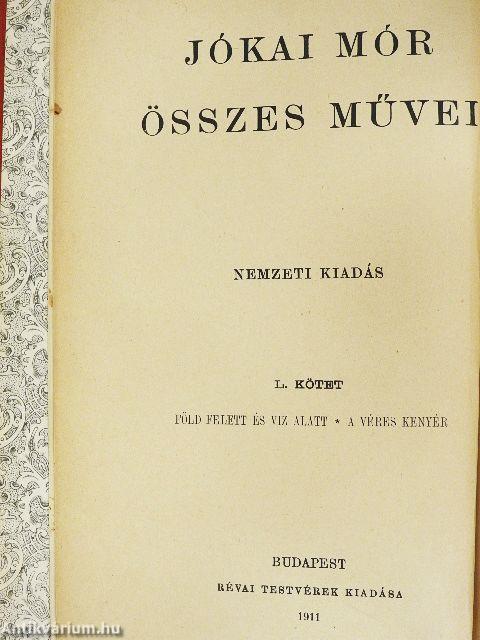 JÓKAI MÓR
ÖSSZES MŰVEI
NEMZETI KIADÁS
L. KÖTET
FÖLD FELETT ÉS VIZ ALATT * A VÉRES KENYÉR
BUDAPEST
RÉVAI TESTVÉREK KIADÁSA
1911
Antikvárium.hu